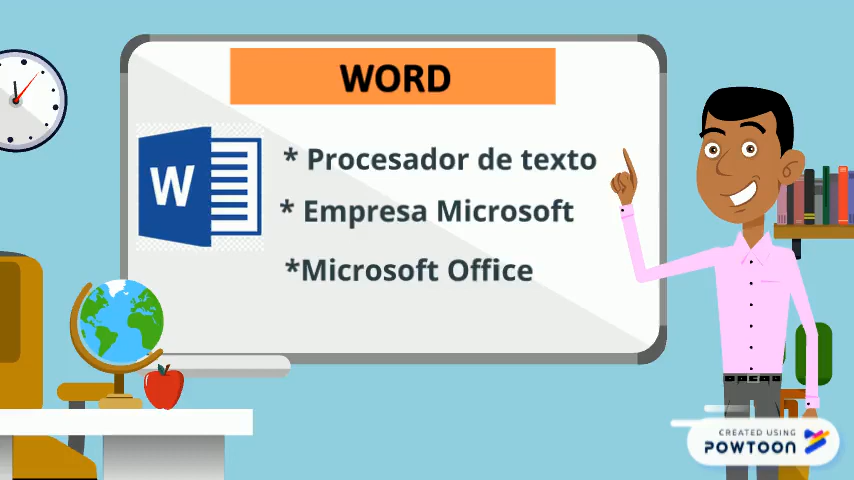 WORD
W
* Procesador de texto
* Empresa Microsoft
*Microsoft Office
CREATED USING
POWTOON